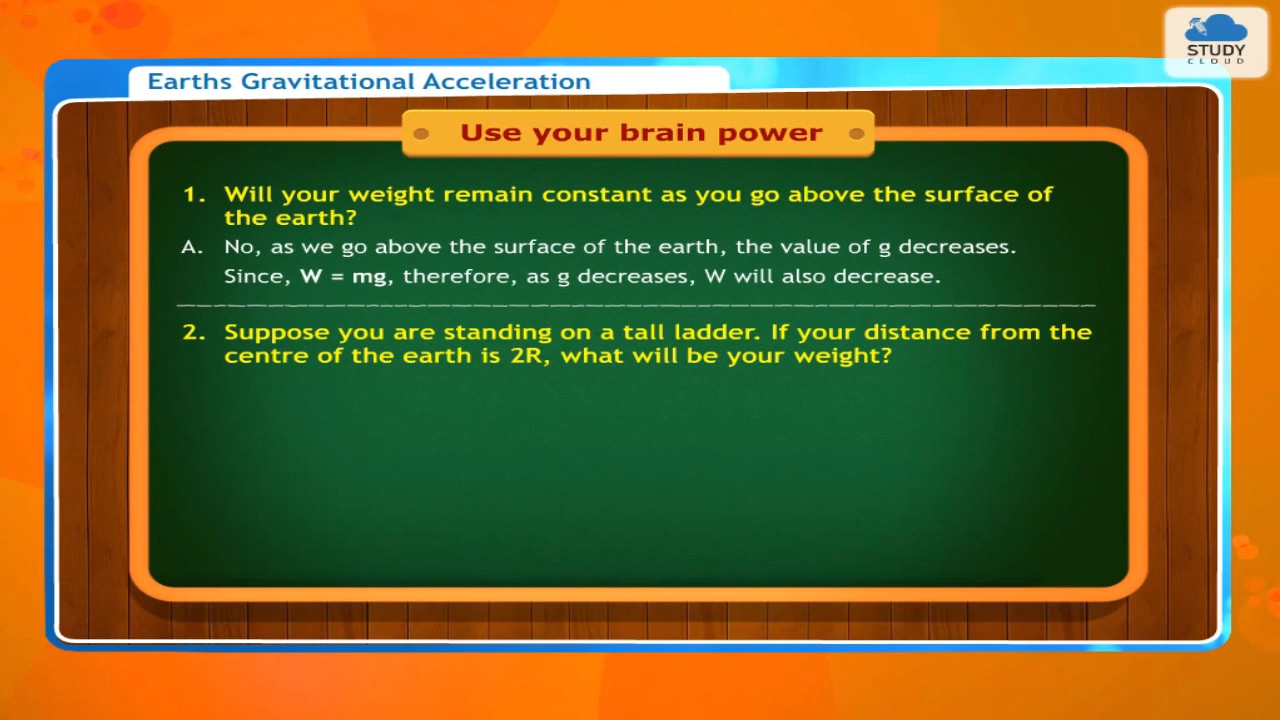 STUDY
CLOUD
Earths Gravitational Acceleration
Use your brain power
1. Will your weight remain constant as you go above the surface of
the earth?
A. No, as we go above the surface of the earth, the value of g decreases.
Since, W = mg, therefore, as g decreases, W will also decrease.
2. Suppose you are standing on a tall ladder. If your distance from the
centre of the earth is 2R, what will be your weight?